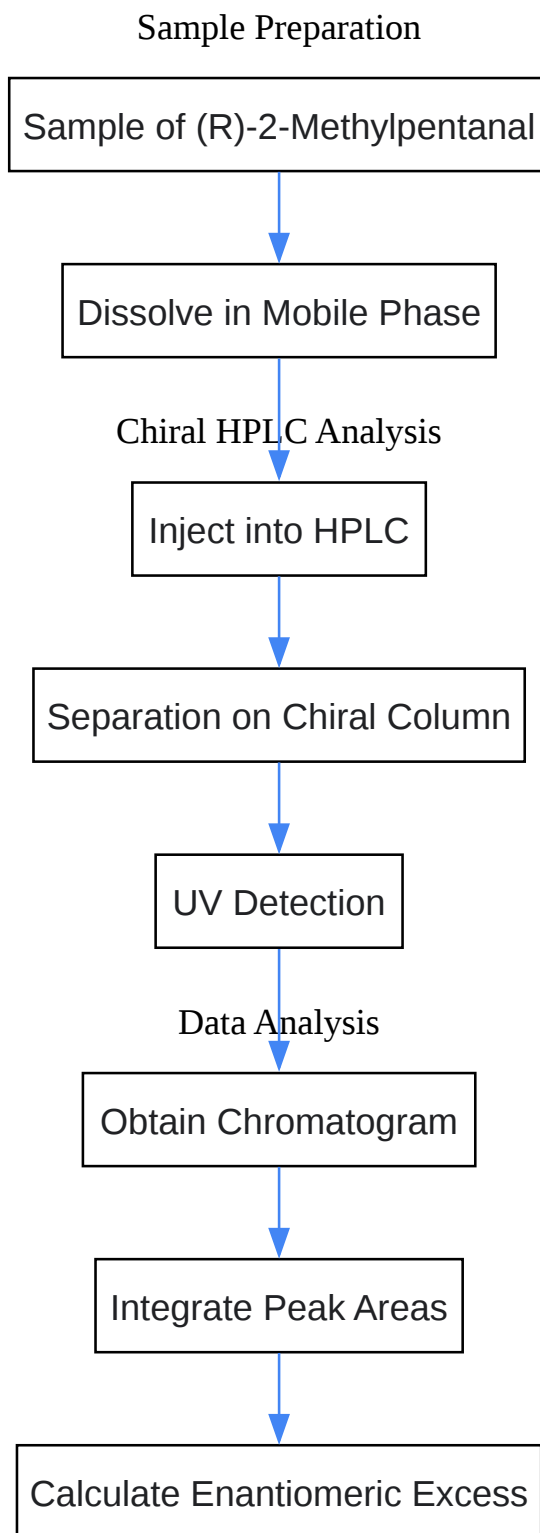 Sample Preparation
Sample of (R)-2-Methylpentanal
Dissolve in Mobile Phase
Chiral HPLC Analysis
Inject into HPLC
Separation on Chiral Column
UV Detection
Data Analysis
Obtain Chromatogram
Integrate Peak Areas
Calculate Enantiomeric Excess